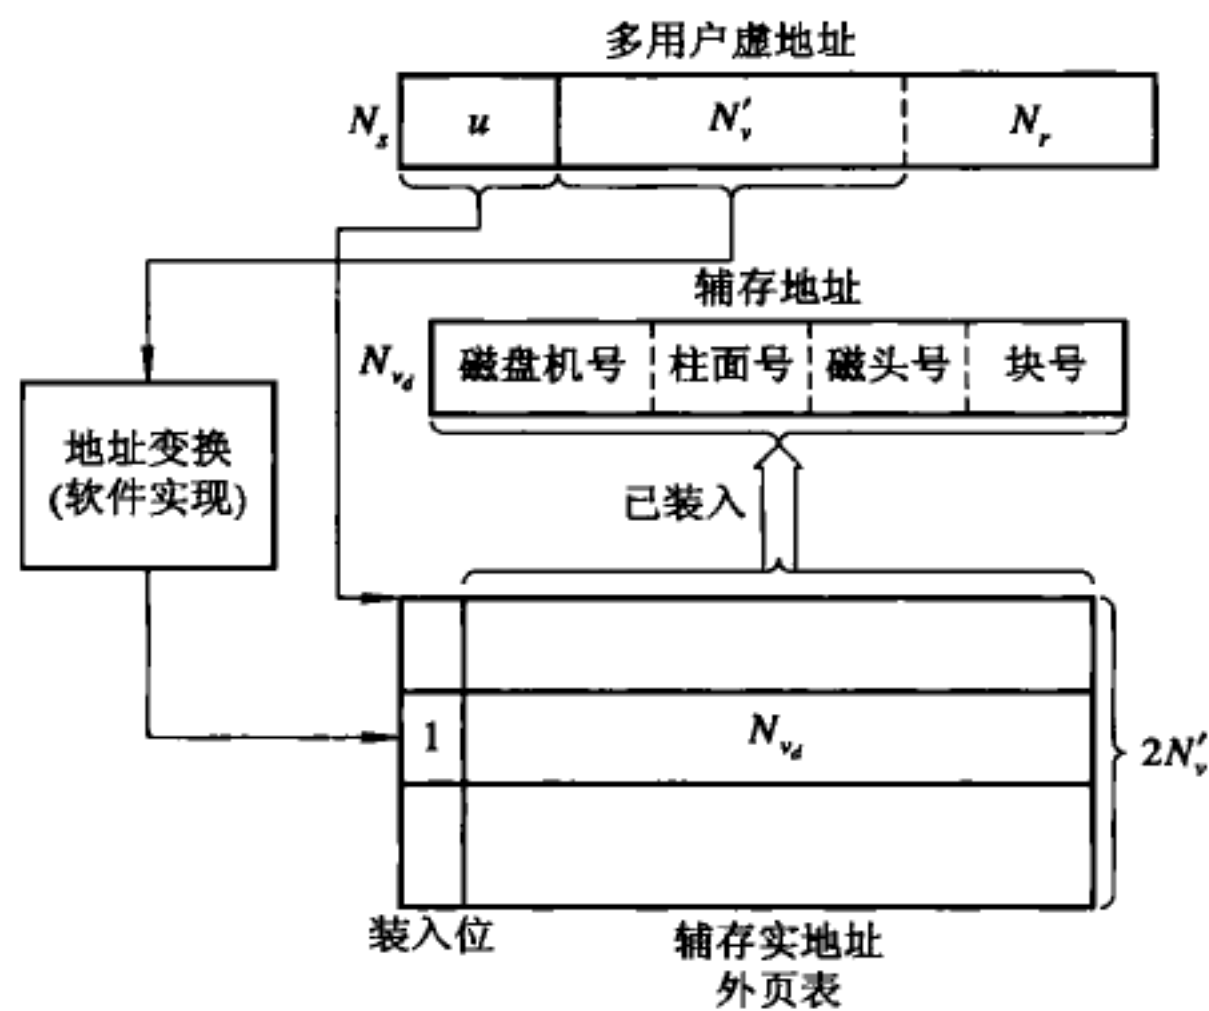 多用户虚地址
N_s u N'_v N_r
辅存地址
N_{v_d} 磁盘机号 柱面号 磁头号 块号
地址变换
(软件实现)
已装入
1 N_{v_d} 2N'_v
装入位
辅存实地址
外页表